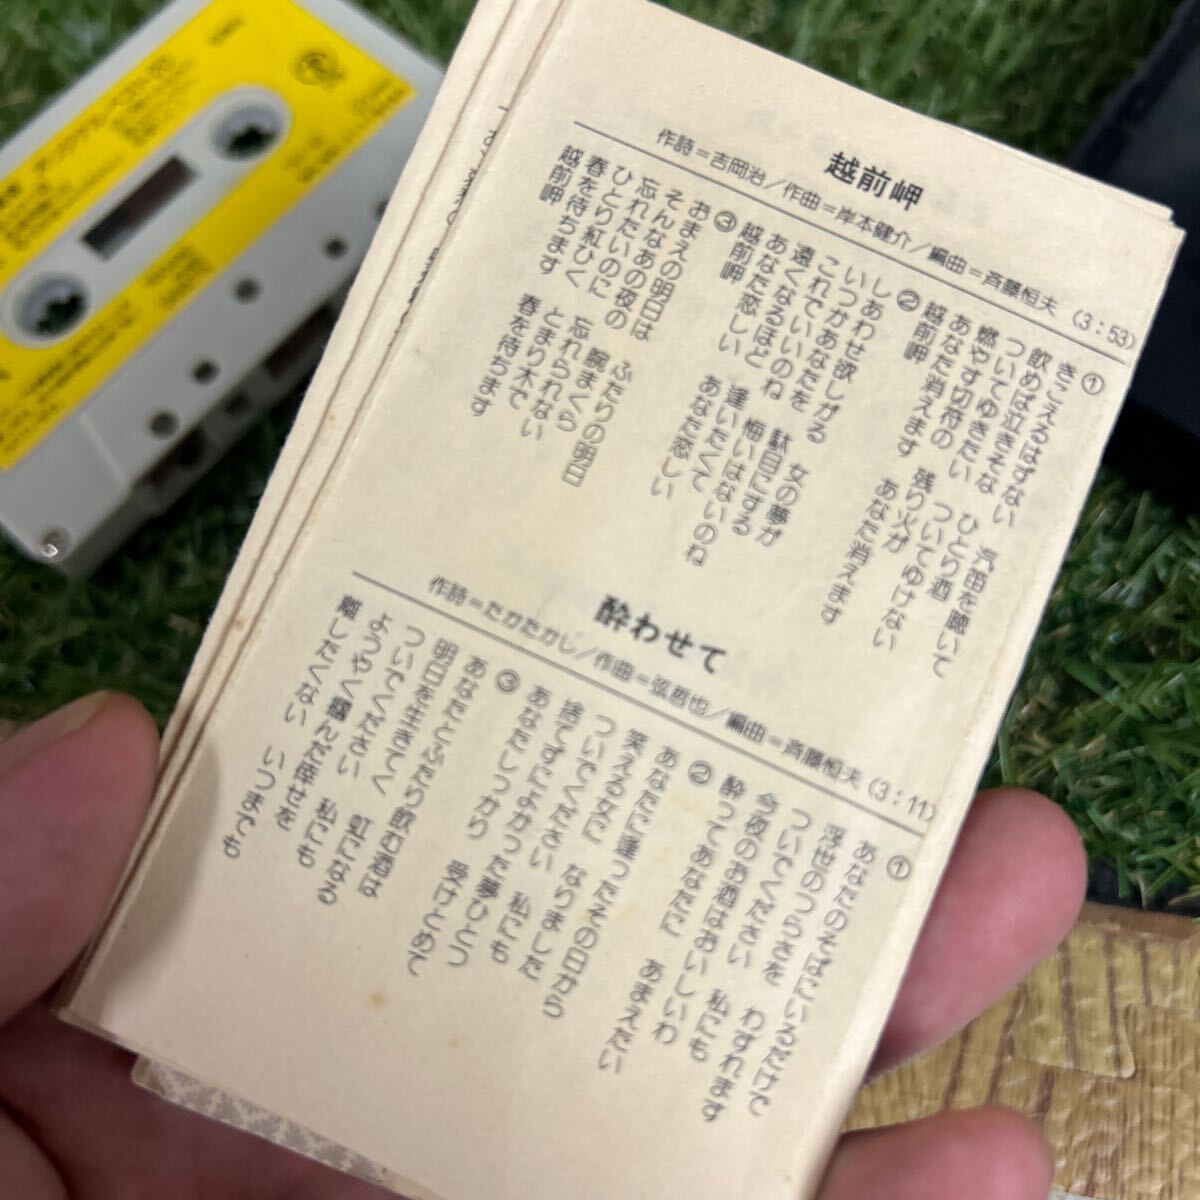 越前岬
作詩=吉岡治/作曲=岸本健介/編曲=斉藤恒夫 (3:53)
①
きこえるはずない 汽笛を聴いて
飲めば泣きそな ひとり酒
ついてゆきたい ついてゆけない
燃やす切符の 残り火が
あなた消えます あなた消えます
越前岬
②
しあわせ欲しがる 女の夢が
いつかあなたを 駄目にする
これでいいのね 悔いはないのね
遠くなるほど 逢いたくて
あなた恋しい あなた恋しい
越前岬
③
おまえの明日は ふたりの明日
そんなあの夜の 腕まくら
忘れたいのに 忘れられない
ひとり紅ひく とまり木で
春を待ちます 春を待ちます
越前岬
酔わせて
作詩=たかたかし/作曲=弦哲也/編曲=斉藤恒夫 (3:11)
①
あなたのそばにいるだけで
浮世のつらさを わすれます
ついでください 私にも
今夜のお酒はおいしいわ
酔ってあなたに あまえたい
②
あなたに逢ったその日から
笑える女に なりました
ついでください 私にも
捨てずによかった夢ひとつ
あなたしっかり 受けとめて
③
あなたとふたり飲む酒は
明日を生きてく 虹になる
ついでください 私にも
ようやく掴んだ倖せを
離したくない いつまでも